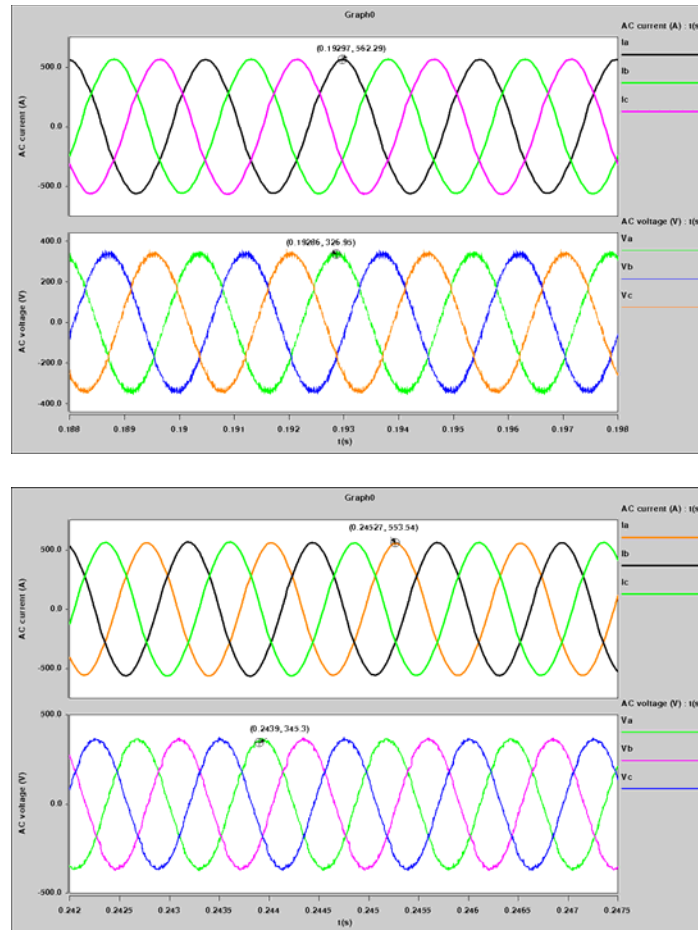 Graph0
AC current (A) : t(s
(0.19297, 562.29)
Ia
Ib
Ic
500.0
0.0
-500.0
AC current (A)
AC voltage (V) : t(s
(0.19286, 326.95)
Va
Vb
Vc
400.0
200.0
0.0
-200.0
-400.0
AC voltage (V)
0.188 0.189 0.19 0.191 0.192 0.193 0.194 0.195 0.196 0.197 0.198
t(s)
Graph0
AC current (A) : t(s
(0.24527, 553.54)
Ia
Ib
Ic
500.0
0.0
-500.0
AC current (A)
AC voltage (V) : t(s
(0.2439, 345.3)
Va
Vb
Vc
500.0
0.0
-500.0
AC voltage (V)
0.242 0.2425 0.243 0.2435 0.244 0.2445 0.245 0.2455 0.246 0.2465 0.247 0.2475
t(s)